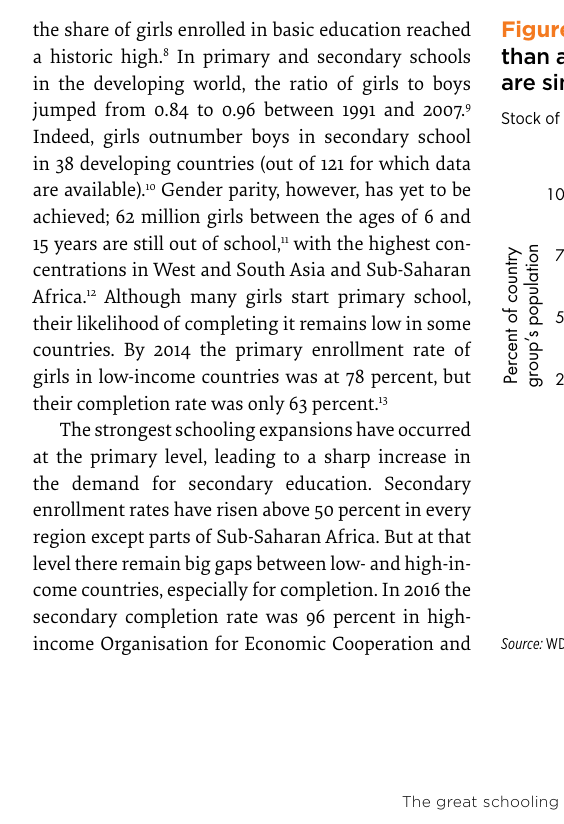 the share of girls enrolled in basic education reached
a historic high.⁸ In primary and secondary schools
in the developing world, the ratio of girls to boys
jumped from 0.84 to 0.96 between 1991 and 2007.⁹
Indeed, girls outnumber boys in secondary school
in 38 developing countries (out of 121 for which data
are available).¹⁰ Gender parity, however, has yet to be
achieved; 62 million girls between the ages of 6 and
15 years are still out of school,¹¹ with the highest con-
centrations in West and South Asia and Sub-Saharan
Africa.¹² Although many girls start primary school,
their likelihood of completing it remains low in some
countries. By 2014 the primary enrollment rate of
girls in low-income countries was at 78 percent, but
their completion rate was only 63 percent.¹³
The strongest schooling expansions have occurred
at the primary level, leading to a sharp increase in
the demand for secondary education. Secondary
enrollment rates have risen above 50 percent in every
region except parts of Sub-Saharan Africa. But at that
level there remain big gaps between low- and high-in-
come countries, especially for completion. In 2016 the
secondary completion rate was 96 percent in high-
income Organisation for Economic Cooperation and
Figure
than a
are
Stock of
Percent of country
group's population
10
7
5
2
Source: WD
The great schooling